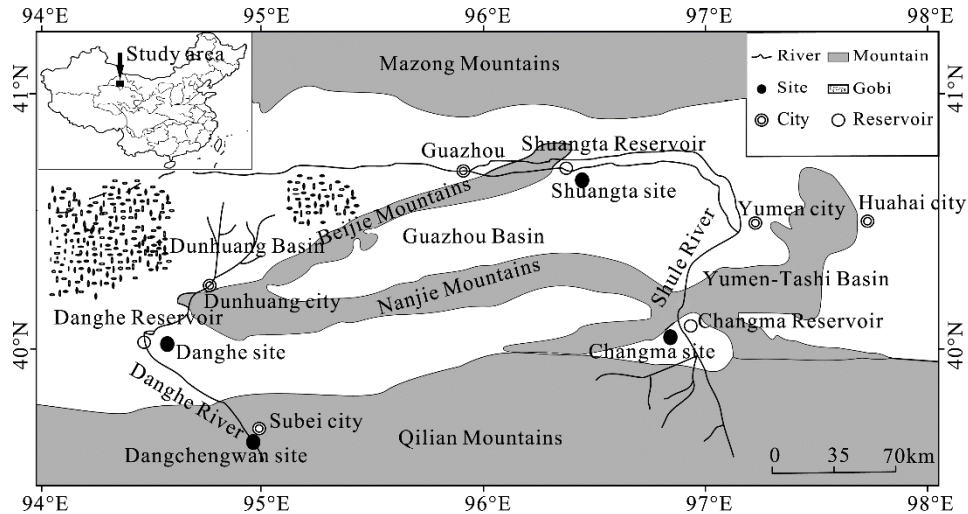 94°E
95°E
96°E
97°E
98°E
41°N
41°N
Study area
Mazong Mountains
River
Mountain
Site
Gobi
City
Reservoir
Guazhou
Shuangta Reservoir
Shuangta site
Beijie Mountains
Yumen city
Huahai city
Dunhuang Basin
Guazhou Basin
Shule River
Yumen-Tashi Basin
Nanjie Mountains
Dunhuang city
Danghe Reservoir
Changma Reservoir
40°N
40°N
Danghe site
Changma site
Danghe River
Subei city
Qilian Mountains
Dangchengwan site
0 35 70km
94°E
95°E
96°E
97°E
98°E